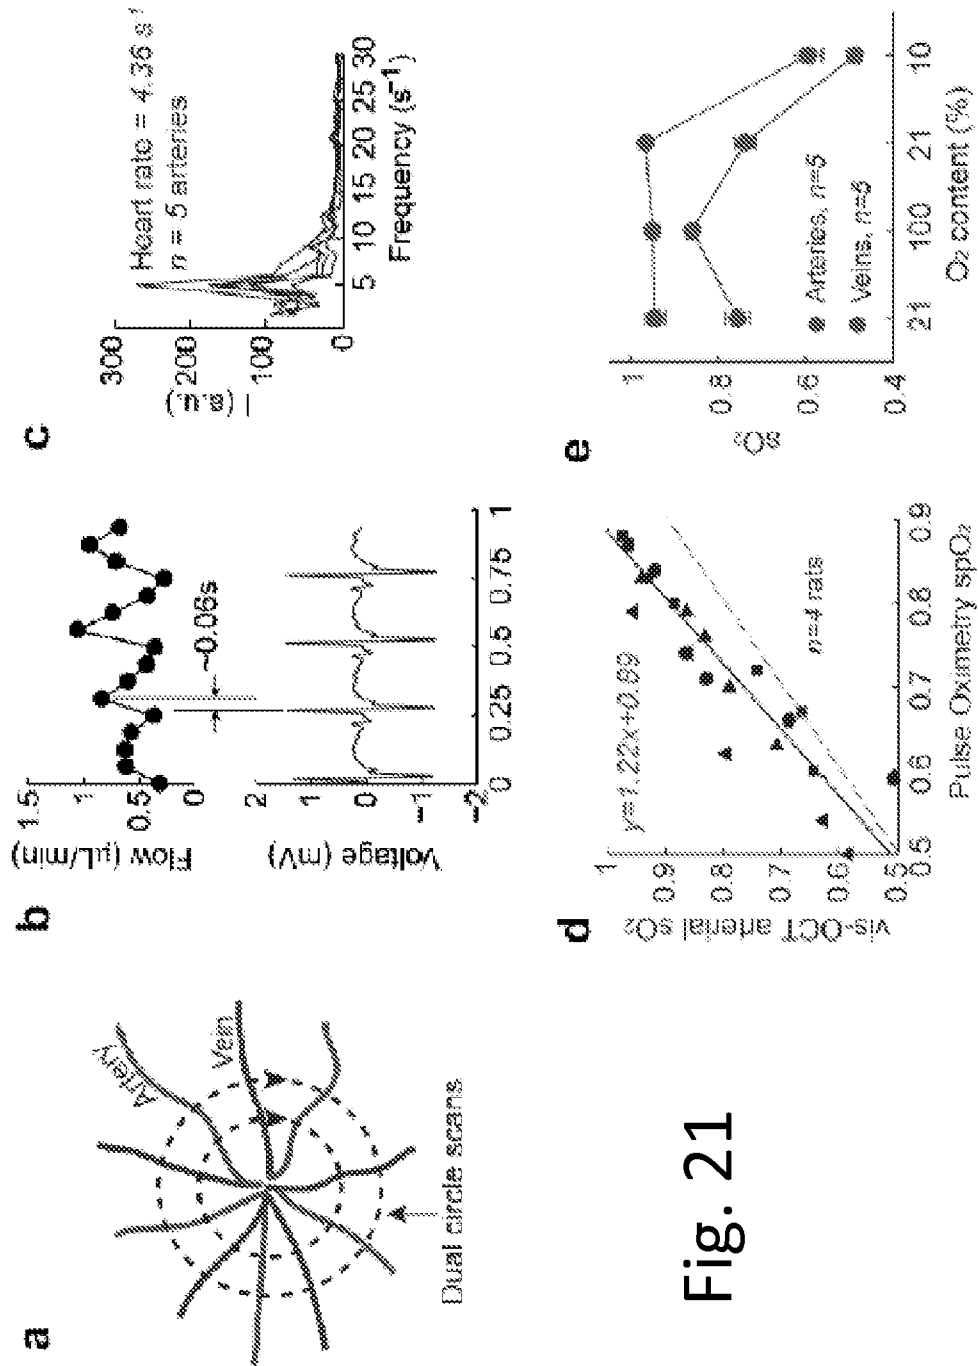 a
Artery
Vein
Dual circle scans
b
Flow (μL/min)
1.5
1
0.5
0
~0.06s
Voltage (mV)
2
1
0
−1
−2
0
0.25
0.5
0.75
1
c
I (a.u.)
300
200
100
0
Heart rate = 4.36 s⁻¹
n = 5 arteries
5
10
15
20
25
30
Frequency (s⁻¹)
d
vis-OCT arterial sO₂
1
0.9
0.8
0.7
0.6
0.5
y=1.22x+0.89
n=4 rats
0.5
0.6
0.7
0.8
0.9
Pulse Oximetry spO₂
e
sO₂
1
0.8
0.6
0.4
Arteries, n=5
Veins, n=5
21
100
21
10
O₂ content (%)
Fig. 21